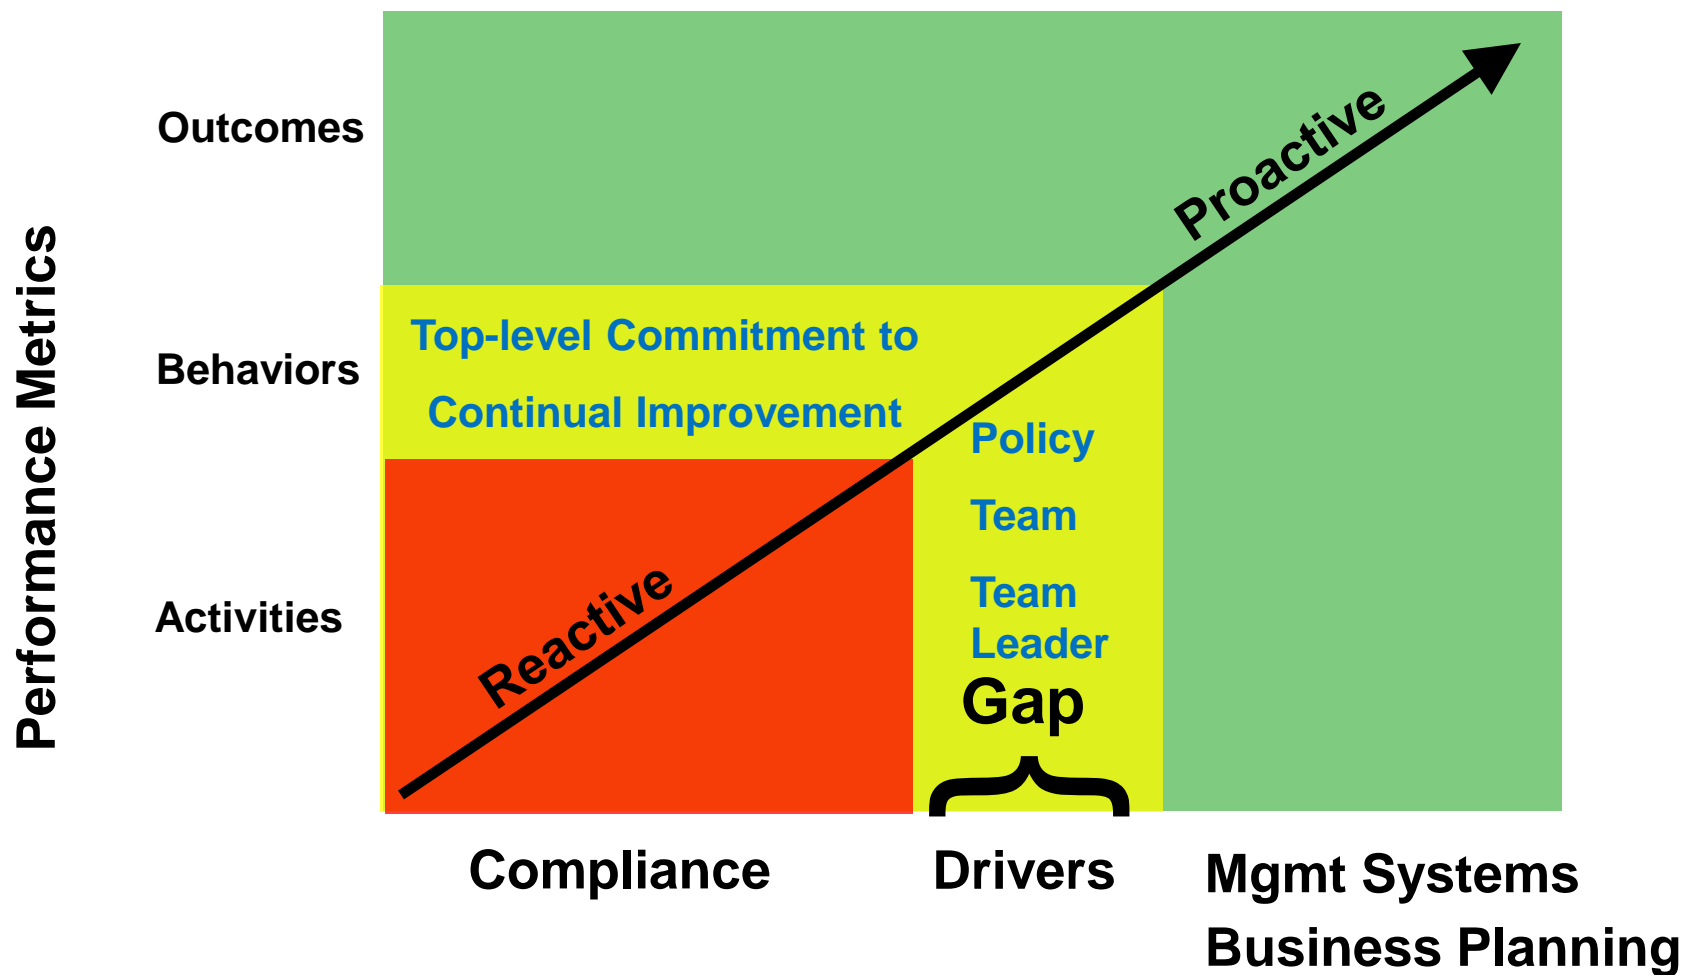 Performance Metrics
Outcomes
Behaviors
Activities
Proactive
Reactive
Top-level Commitment to
Continual Improvement
Policy
Team
Team
Leader
Gap
Compliance
Drivers
Mgmt Systems
Business Planning